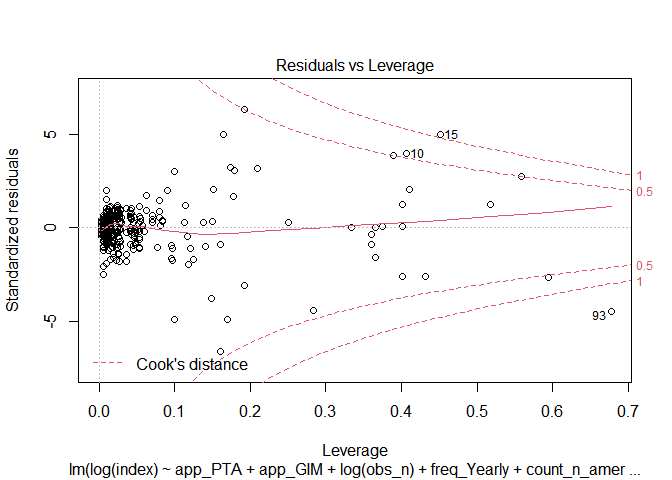 Residuals vs Leverage
Standardized residuals
5
0
-5
15
10
93
1
0.5
0.5
1
Cook's distance
0.0 0.1 0.2 0.3 0.4 0.5 0.6 0.7
Leverage
lm(log(index) ~ app_PTA + app_GIM + log(obs_n) + freq_Yearly + count_n_amer ...